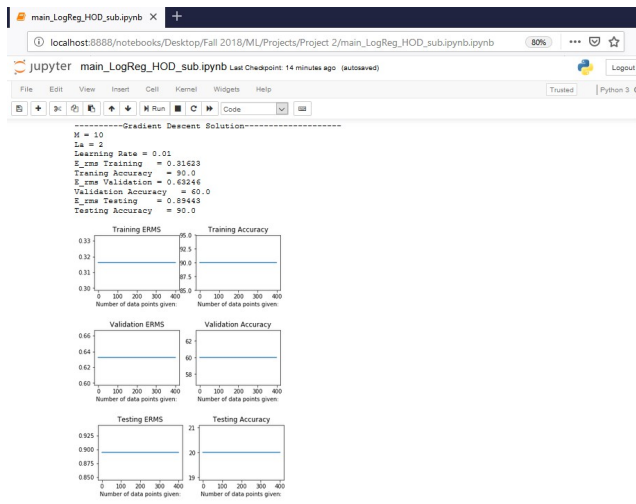 main_LogReg_HOD_sub.ipynb
localhost:8888/notebooks/Desktop/Fall 2018/ML/Projects/Project 2/main_LogReg_HOD_sub.ipynb.ipynb 80%
jupyter main_LogReg_HOD_sub.ipynb Last Checkpoint: 14 minutes ago (autosaved) Logout
File Edit View Insert Cell Kernel Widgets Help Trusted Python 3
Run Code
----------Gradient Descent Solution--------------------
M = 10
La = 2
Learning Rate = 0.01
E_rms Training = 0.31623
Traning Accuracy = 90.0
E_rms Validation = 0.63246
Validation Accuracy = 60.0
E_rms Testing = 0.89443
Testing Accuracy = 90.0
Training ERMS Training Accuracy
0.33 95.0
0.32 92.5
0.31 90.0
0.30 87.5
85.0
0 100 200 300 400 0 100 200 300 400
Number of data points given: Number of data points given:
Validation ERMS Validation Accuracy
0.66 62
0.64 60
0.62 58
0.60
0 100 200 300 400 0 100 200 300 400
Number of data points given: Number of data points given:
Testing ERMS Testing Accuracy
0.925 21
0.900 20
0.875 19
0.850
0 100 200 300 400 0 100 200 300 400
Number of data points given: Number of data points given: